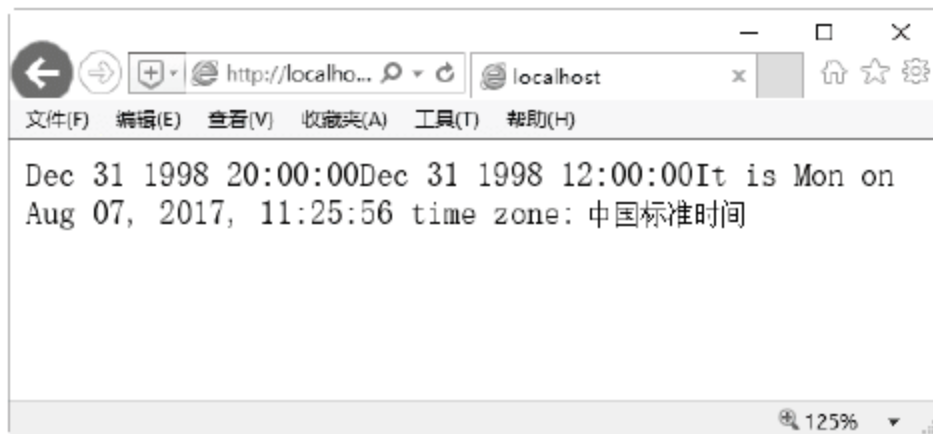 http://localho...
localhost
文件(F) 编辑(E) 查看(V) 收藏夹(A) 工具(T) 帮助(H)
Dec 31 1998 20:00:00Dec 31 1998 12:00:00It is Mon on
Aug 07, 2017, 11:25:56 time zone: 中国标准时间
125%